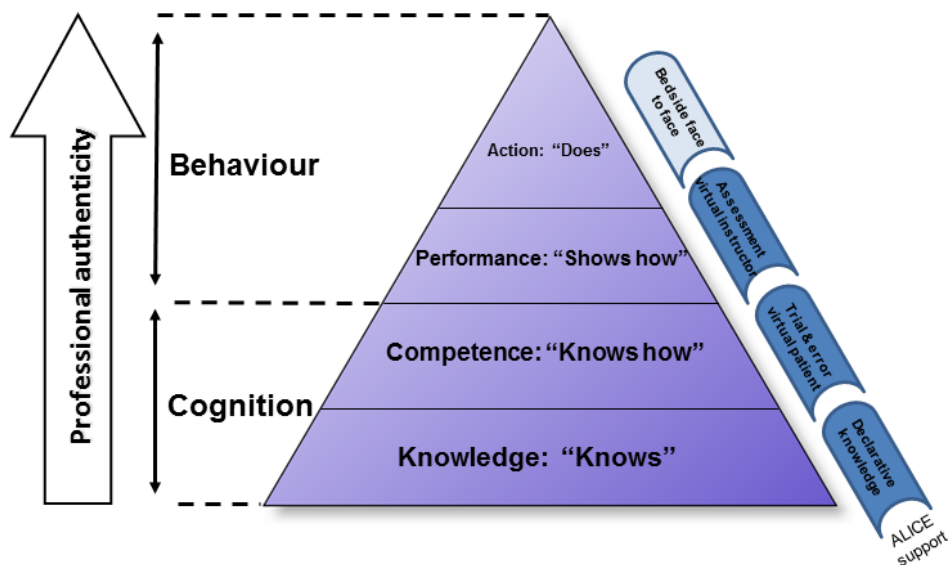 Professional authenticity
Behaviour
Cognition
Action: “Does”
Performance: “Shows how”
Competence: “Knows how”
Knowledge: “Knows”
Bedside face
to face
Assessment
virtual instructor
Trial & error
virtual patient
Declarative
knowledge
ALICE
support